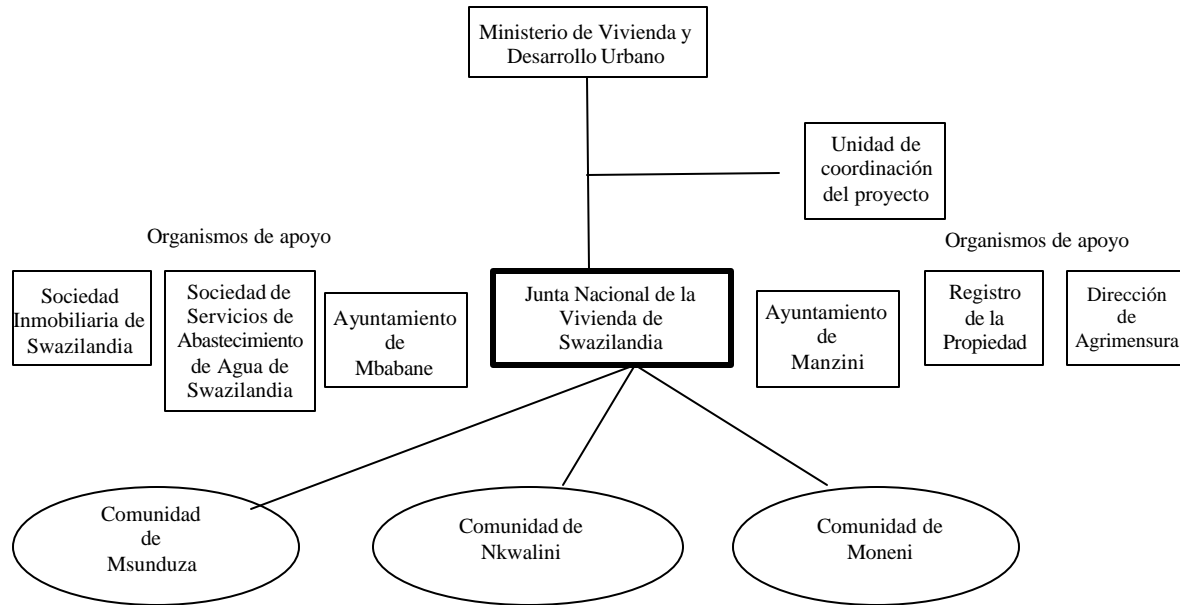 Ministerio de Vivienda y
Desarrollo Urbano
Unidad de
coordinación
del proyecto
Organismos de apoyo
Organismos de apoyo
Sociedad
Inmobiliaria de
Swazilandia
Sociedad de
Servicios de
Abastecimiento
de Agua de
Swazilandia
Ayuntamiento
de
Mbabane
Junta Nacional de la
Vivienda de
Swazilandia
Ayuntamiento
de
Manzini
Registro
de la
Propiedad
Dirección
de
Agrimensura
Comunidad
de
Msunduza
Comunidad de
Nkwalini
Comunidad de
Moneni